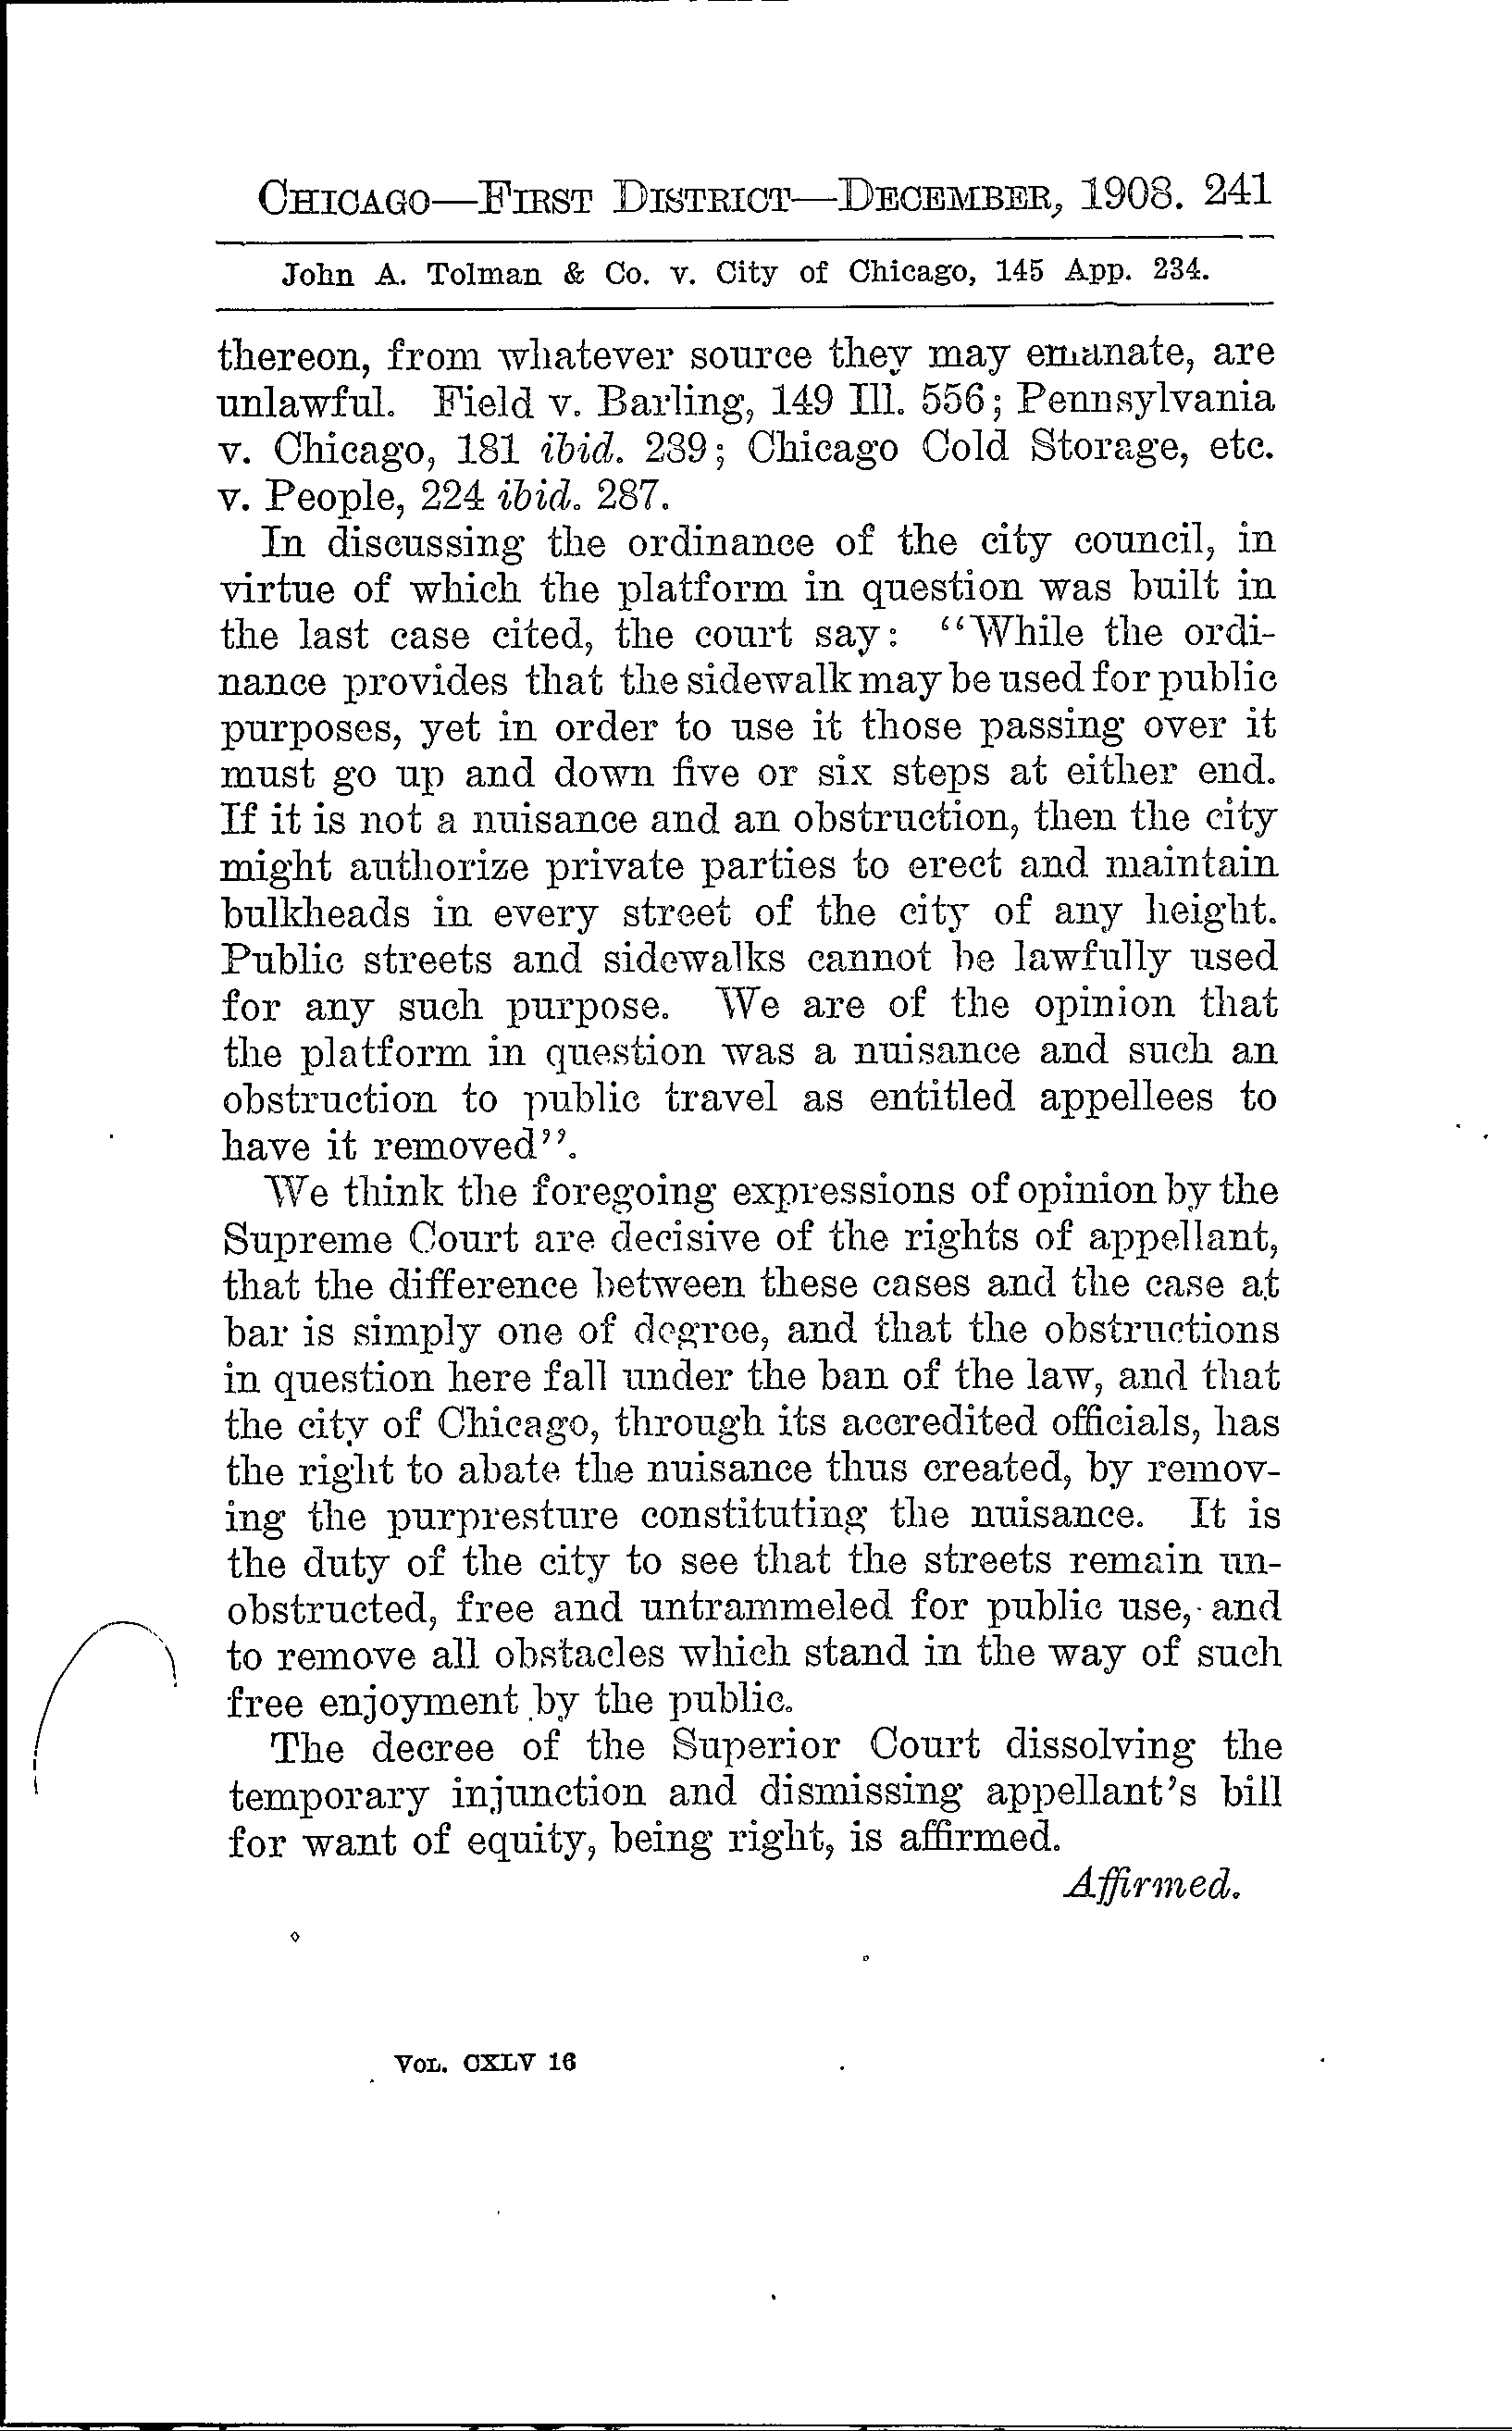 CHICAGO—FIRST DISTRICT—DECEMBER, 1908. 241
John A. Tolman & Co. v. City of Chicago, 145 App. 234.
thereon, from whatever source they may emanate, are
unlawful. Field v. Barling, 149 Ill. 556; Pennsylvania
v. Chicago, 181 ibid. 289; Chicago Cold Storage, etc.
v. People, 224 ibid. 287.
In discussing the ordinance of the city council, in
virtue of which the platform in question was built in
the last case cited, the court say: “While the ordi-
nance provides that the sidewalk may be used for public
purposes, yet in order to use it those passing over it
must go up and down five or six steps at either end.
If it is not a nuisance and an obstruction, then the city
might authorize private parties to erect and maintain
bulkheads in every street of the city of any height.
Public streets and sidewalks cannot be lawfully used
for any such purpose. We are of the opinion that
the platform in question was a nuisance and such an
obstruction to public travel as entitled appellees to
have it removed”.
We think the foregoing expressions of opinion by the
Supreme Court are decisive of the rights of appellant,
that the difference between these cases and the case at
bar is simply one of degree, and that the obstructions
in question here fall under the ban of the law, and that
the city of Chicago, through its accredited officials, has
the right to abate the nuisance thus created, by remov-
ing the purpresture constituting the nuisance. It is
the duty of the city to see that the streets remain un-
obstructed, free and untrammeled for public use, and
to remove all obstacles which stand in the way of such
free enjoyment by the public.
The decree of the Superior Court dissolving the
temporary injunction and dismissing appellant's bill
for want of equity, being right, is affirmed.
Affirmed.
VOL. CXLV 16